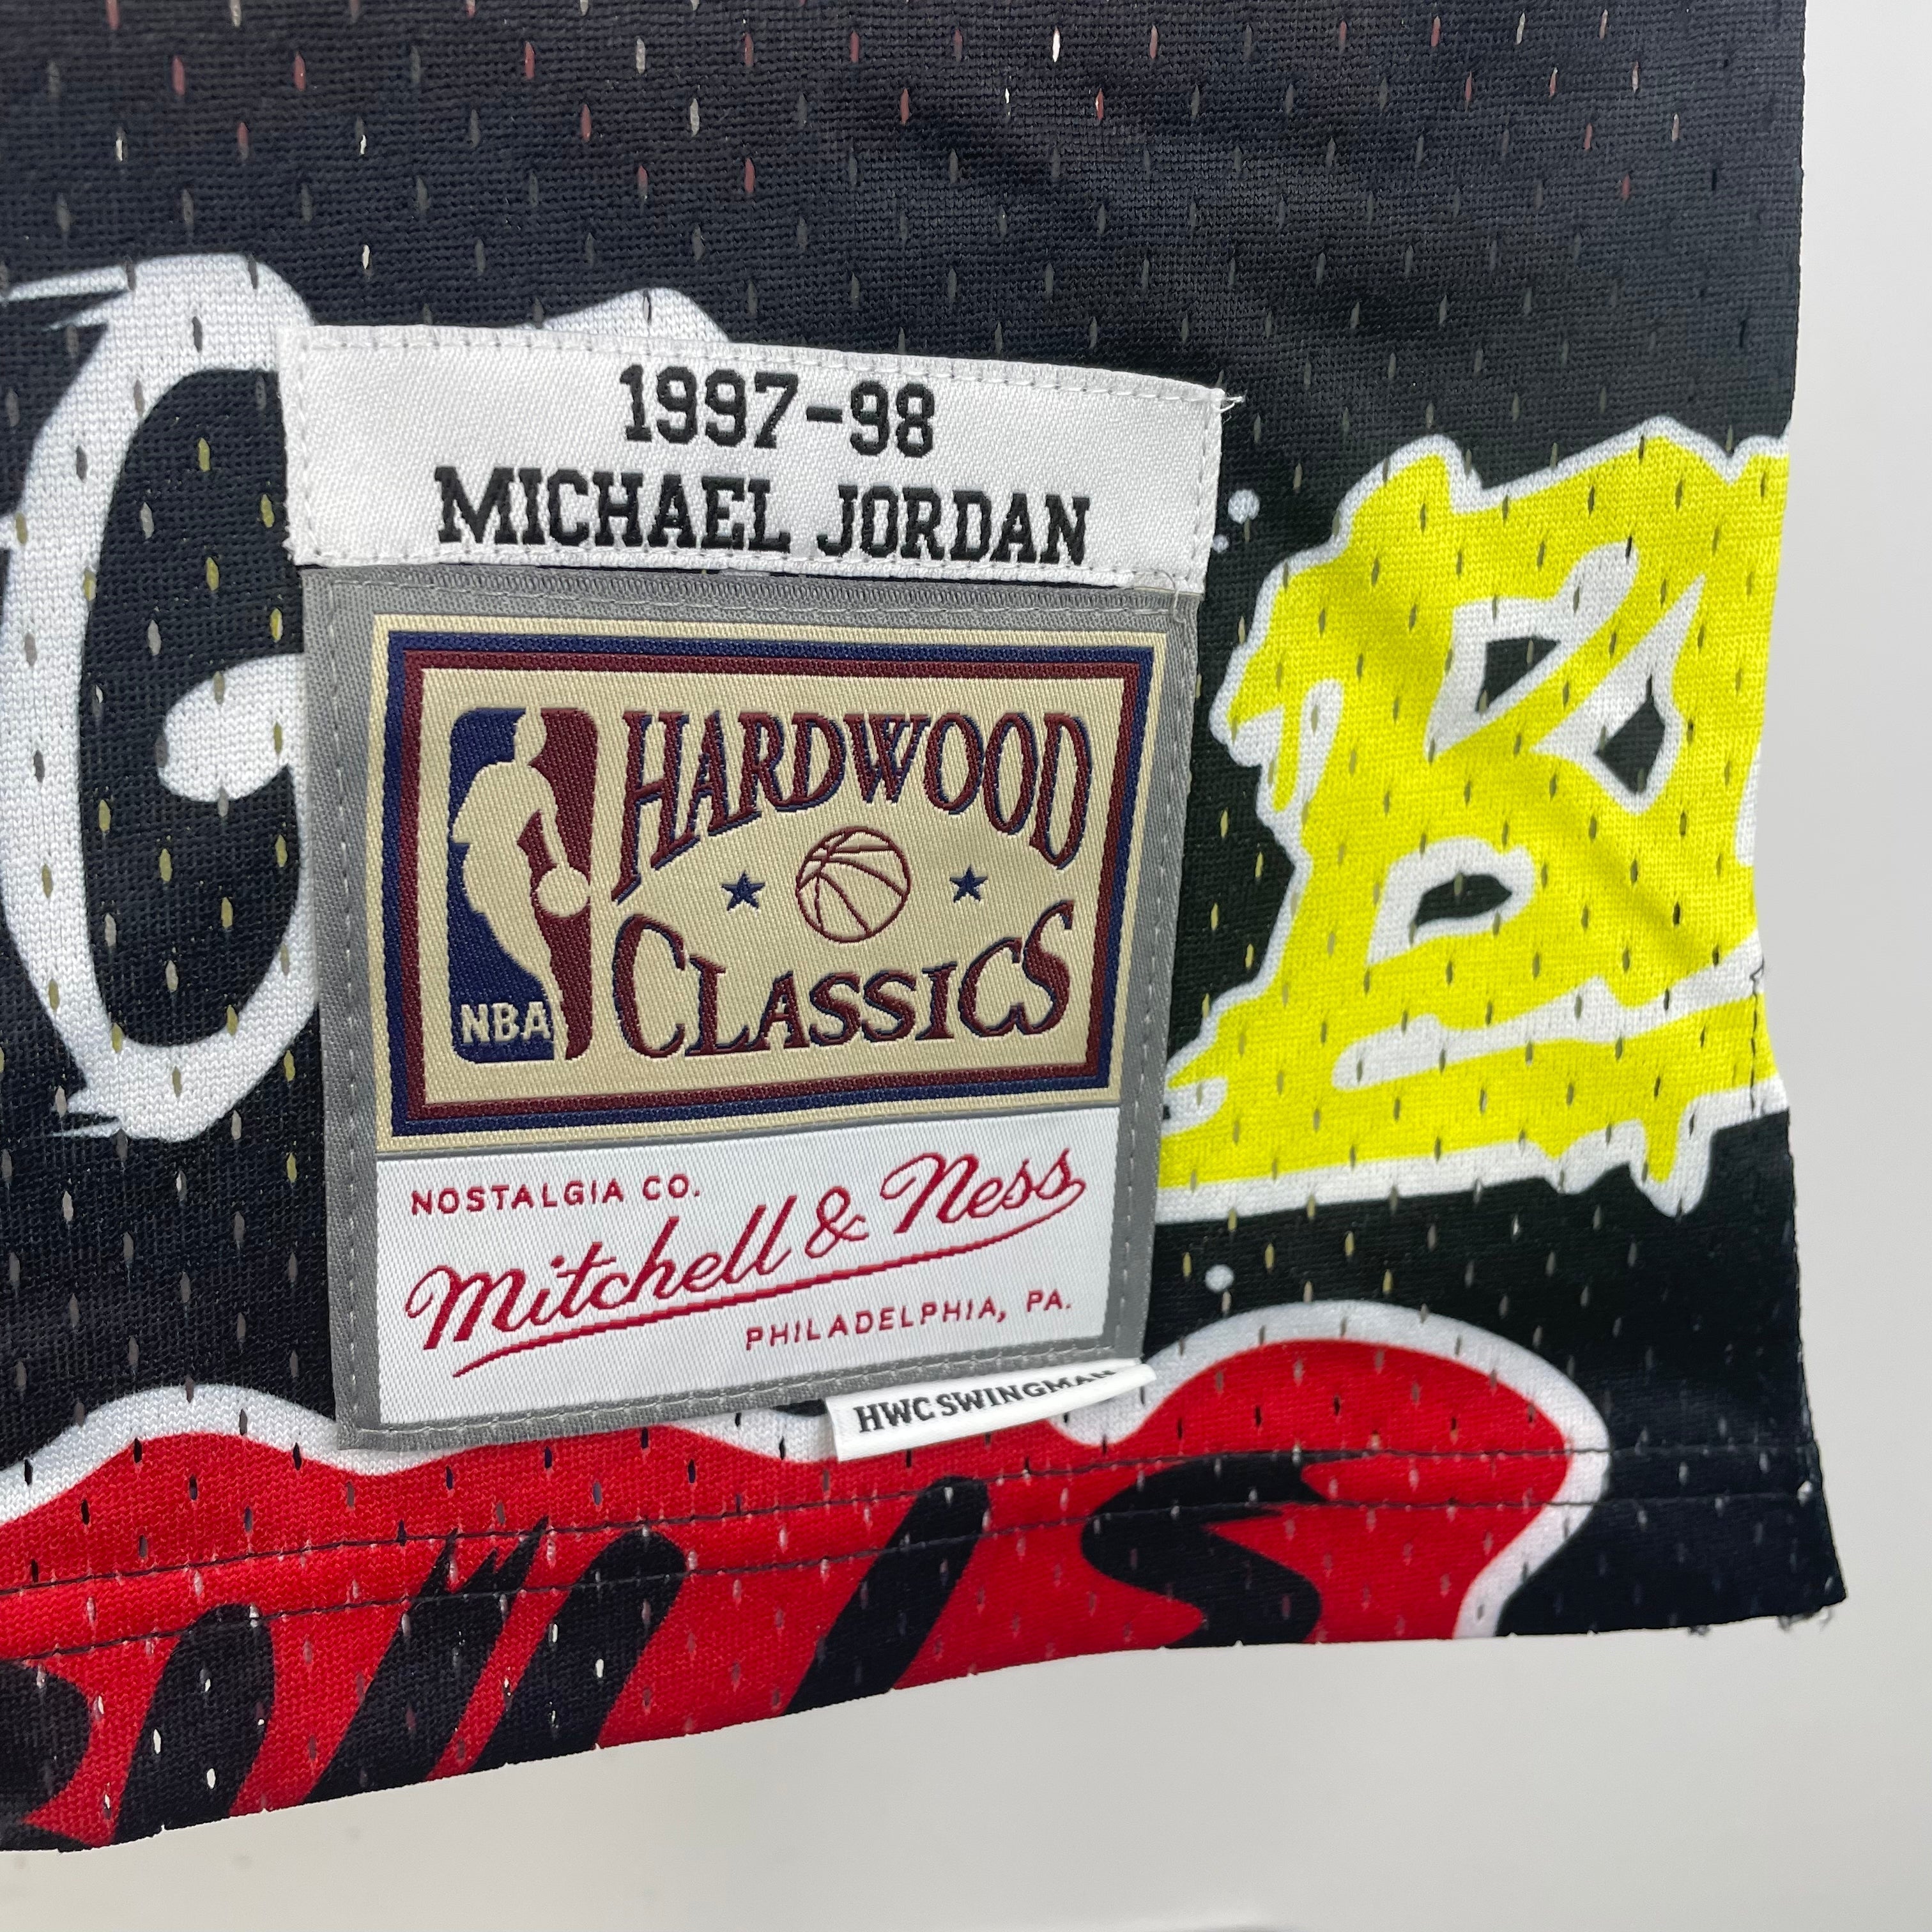 1997-98
MICHAEL JORDAN
HARDWOOD
CLASSICS
NBA
NOSTALGIA CO.
Mitchell & Ness
PHILADELPHIA, PA.
HWC SWINGMAN